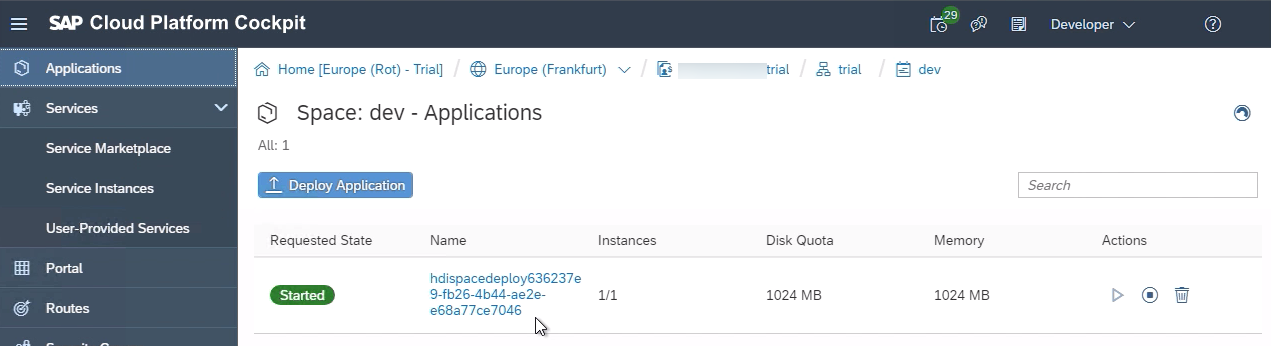 SAP Cloud Platform Cockpit
29
Developer
Applications
Services
Service Marketplace
Service Instances
User-Provided Services
Portal
Routes
Home [Europe (Rot) - Trial] / Europe (Frankfurt) / trial / trial / dev
Space: dev - Applications
All: 1
Deploy Application
Search
Requested State Name Instances Disk Quota Memory Actions
Started
hdispacedeploy636237e
9-fb26-4b44-ae2e-
e68a77ce7046
1/1 1024 MB 1024 MB